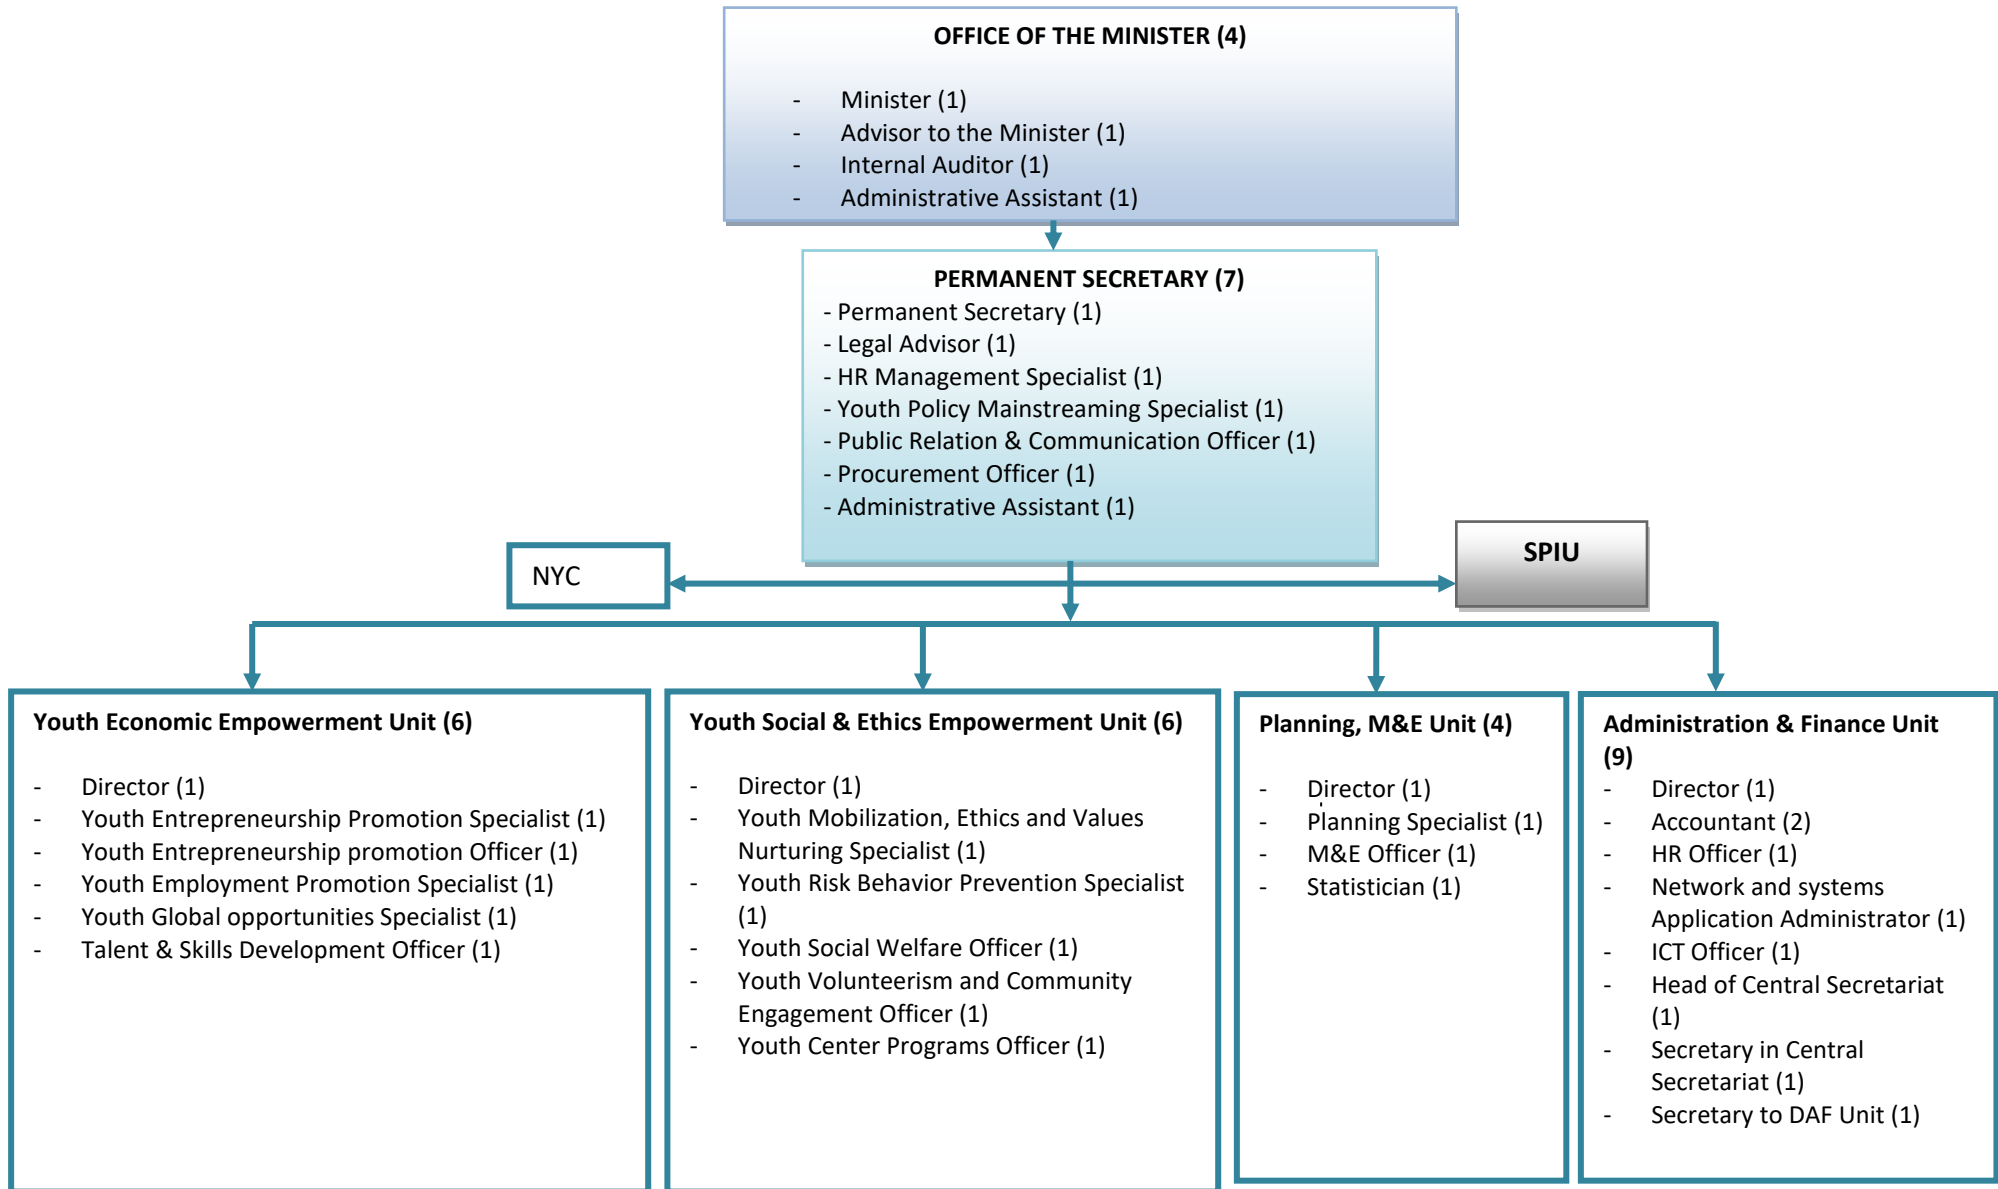 OFFICE OF THE MINISTER (4)
- Minister (1)
- Advisor to the Minister (1)
- Internal Auditor (1)
- Administrative Assistant (1)
PERMANENT SECRETARY (7)
- Permanent Secretary (1)
- Legal Advisor (1)
- HR Management Specialist (1)
- Youth Policy Mainstreaming Specialist (1)
- Public Relation & Communication Officer (1)
- Procurement Officer (1)
- Administrative Assistant (1)
NYC
SPIU
Youth Economic Empowerment Unit (6)
- Director (1)
- Youth Entrepreneurship Promotion Specialist (1)
- Youth Entrepreneurship promotion Officer (1)
- Youth Employment Promotion Specialist (1)
- Youth Global opportunities Specialist (1)
- Talent & Skills Development Officer (1)
Youth Social & Ethics Empowerment Unit (6)
- Director (1)
- Youth Mobilization, Ethics and Values
Nurturing Specialist (1)
- Youth Risk Behavior Prevention Specialist
(1)
- Youth Social Welfare Officer (1)
- Youth Volunteerism and Community
Engagement Officer (1)
- Youth Center Programs Officer (1)
Planning, M&E Unit (4)
- Director (1)
- Planning Specialist (1)
- M&E Officer (1)
- Statistician (1)
Administration & Finance Unit
(9)
- Director (1)
- Accountant (2)
- HR Officer (1)
- Network and systems
Application Administrator (1)
- ICT Officer (1)
- Head of Central Secretariat
(1)
- Secretary in Central
Secretariat (1)
- Secretary to DAF Unit (1)